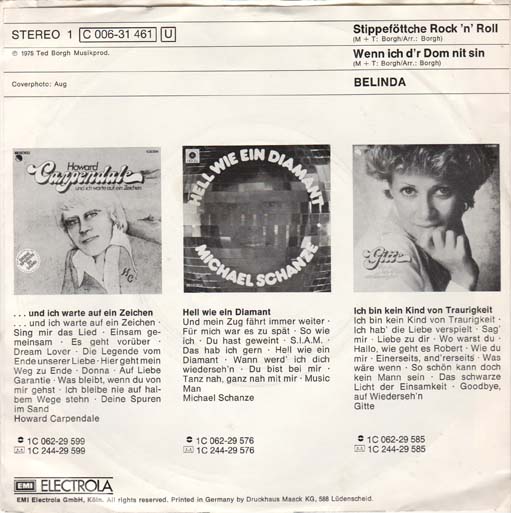 STEREO 1 C 006-31 461 U
℗ 1975 Ted Borgh Musikprod.
Coverphoto: Aug
Stippeföttche Rock 'n' Roll
(M + T: Borgh/Arr.: Borgh)
Wenn ich d'r Dom nit sin
(M + T: Borgh/Arr.: Borgh)
BELINDA
Howard
Carpendale
und ich warte auf ein Zeichen
HELL WIE EIN DIAMANT
MICHAEL SCHANZE
Gitte
. . . und ich warte auf ein Zeichen
. . . und ich warte auf ein Zeichen ·
Sing mir das Lied · Einsam ge-
meinsam · Es geht vorüber ·
Dream Lover · Die Legende vom
Ende unserer Liebe · Hier geht mein
Weg zu Ende · Donna · Auf Liebe
Garantie · Was bleibt, wenn du von
mir gehst · Ich bleibe nie auf hal-
bem Wege stehn · Deine Spuren
im Sand
Howard Carpendale
1C 062-29 599
1C 244-29 599
Hell wie ein Diamant
Und mein Zug fährt immer weiter ·
Für mich war es zu spät · So wie
ich · Du hast geweint · S.I.A.M. ·
Das hab ich gern · Hell wie ein
Diamant · Wann werd' ich dich
wiederseh'n · Du bist bei mir ·
Tanz nah, ganz nah mit mir · Music
Man
Michael Schanze
1C 062-29 576
1C 244-29 576
Ich bin kein Kind von Traurigkeit
Ich bin kein Kind von Traurigkeit ·
Ich hab' die Liebe verspielt · Sag'
mir · Liebe zu dir · Wo warst du ·
Hallo, wie geht es Robert · Wie du
mir · Einerseits, and'rerseits · Was
wäre wenn · So schön kann doch
kein Mann sein · Das schwarze
Licht der Einsamkeit · Goodbye,
auf Wiederseh'n
Gitte
1C 062-29 585
1C 244-29 585
EMI ELECTROLA
EMI Electrola GmbH, Köln. All rights reserved. Printed in Germany by Druckhaus Maack KG, 588 Lüdenscheid.